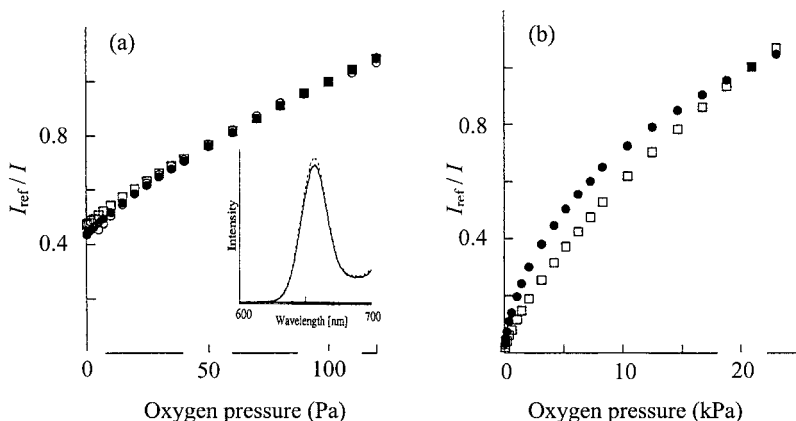 (a)
I_ref / I
0.8
0.4
0
50
100
Oxygen pressure (Pa)
Intensity
600
700
Wavelength [nm]
(b)
I_ref / I
0.8
0.4
0
10
20
Oxygen pressure (kPa)